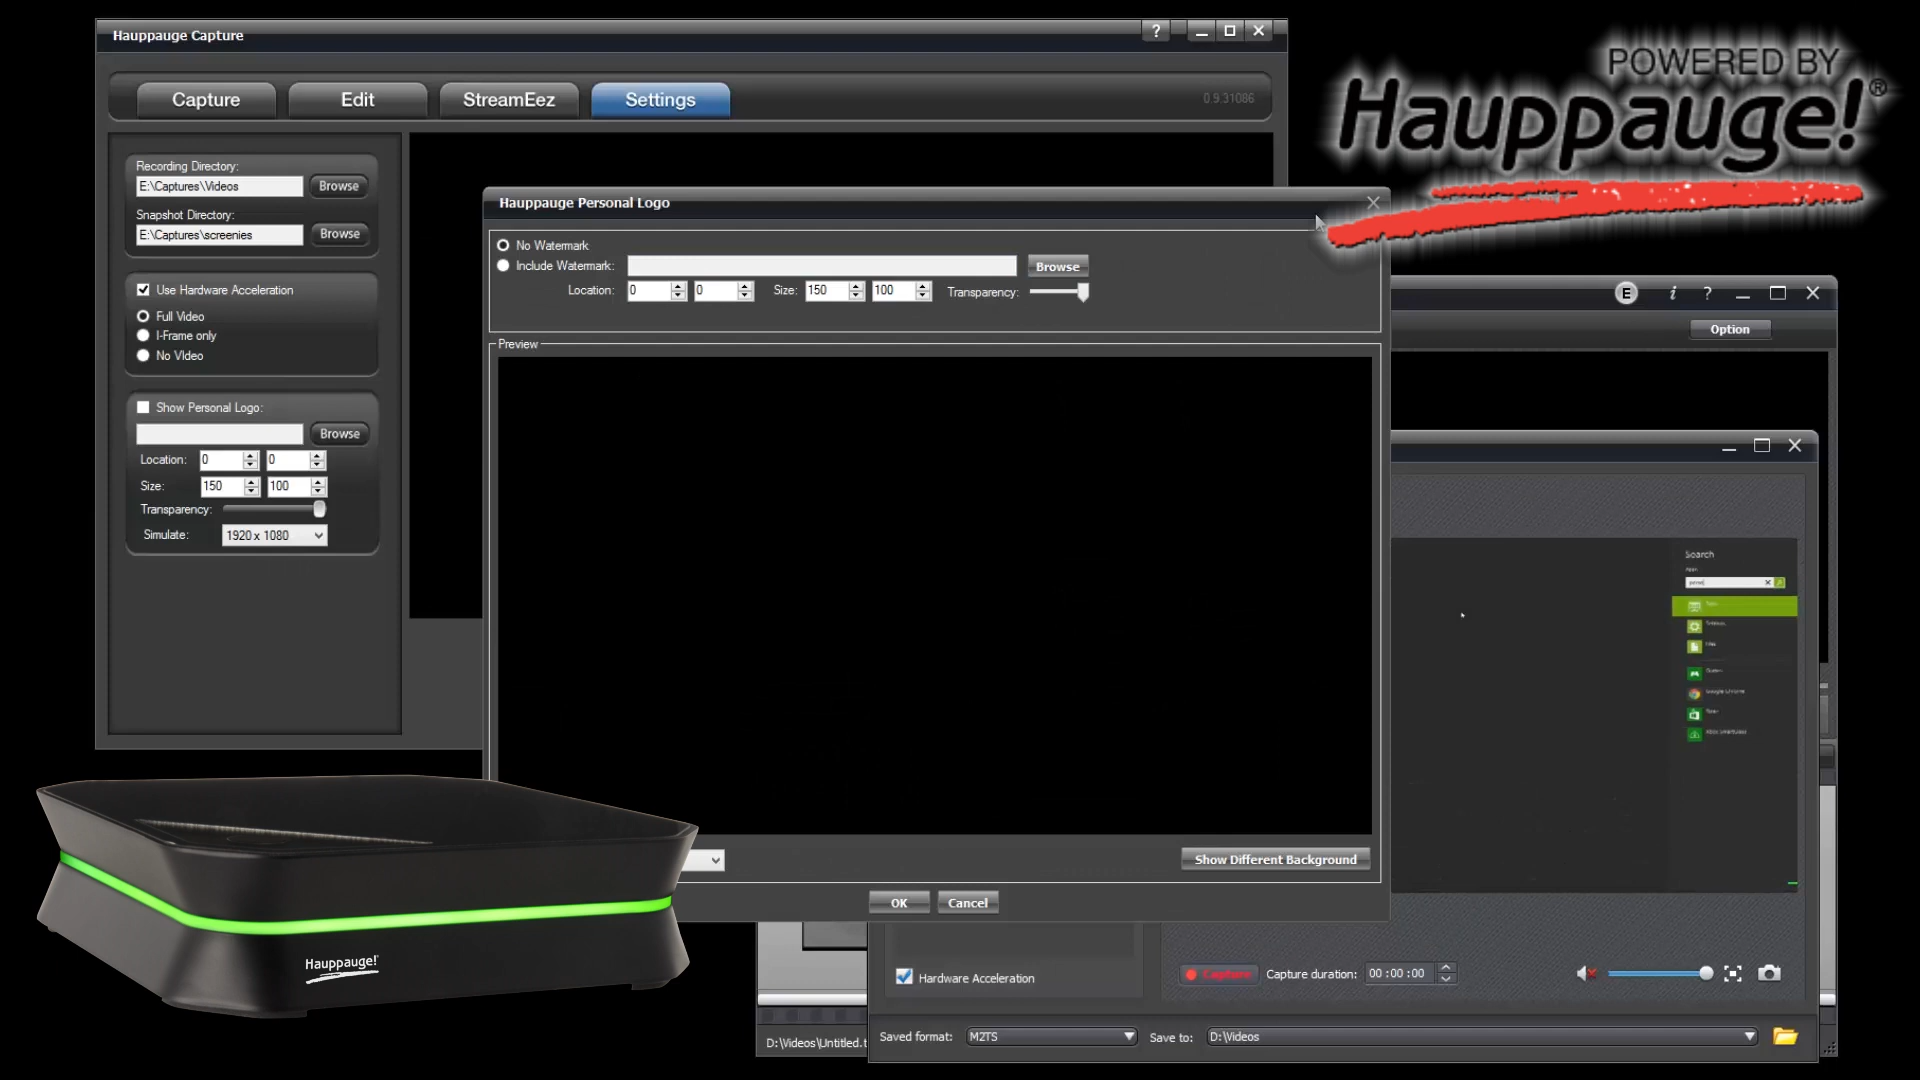 Hauppauge Capture
?
POWERED BY
Hauppauge!®
Capture
Edit
StreamEez
Settings
0.9.31086
Recording Directory:
E:\Captures\Videos
Browse
Snapshot Directory:
E:\Captures\screenies
Browse
Use Hardware Acceleration
Full Video
I-Frame only
No VIdeo
Show Personal Logo:
Browse
Location: 0 0
Size: 150 100
Transparency:
Simulate: 1920 x 1080
Hauppauge Personal Logo
No Watermark
Include Watermark:
Browse
Location: 0 0 Size: 150 100 Transparency:
Preview
Show Different Background
OK
Cancel
E i ?
Option
Search
Apps
Google Chrome
Hardware Acceleration
Capture
Capture duration: 00 :00 :00
Saved format: M2TS
Save to: D:\Videos
D:\Videos\Untitled.t
Hauppauge!